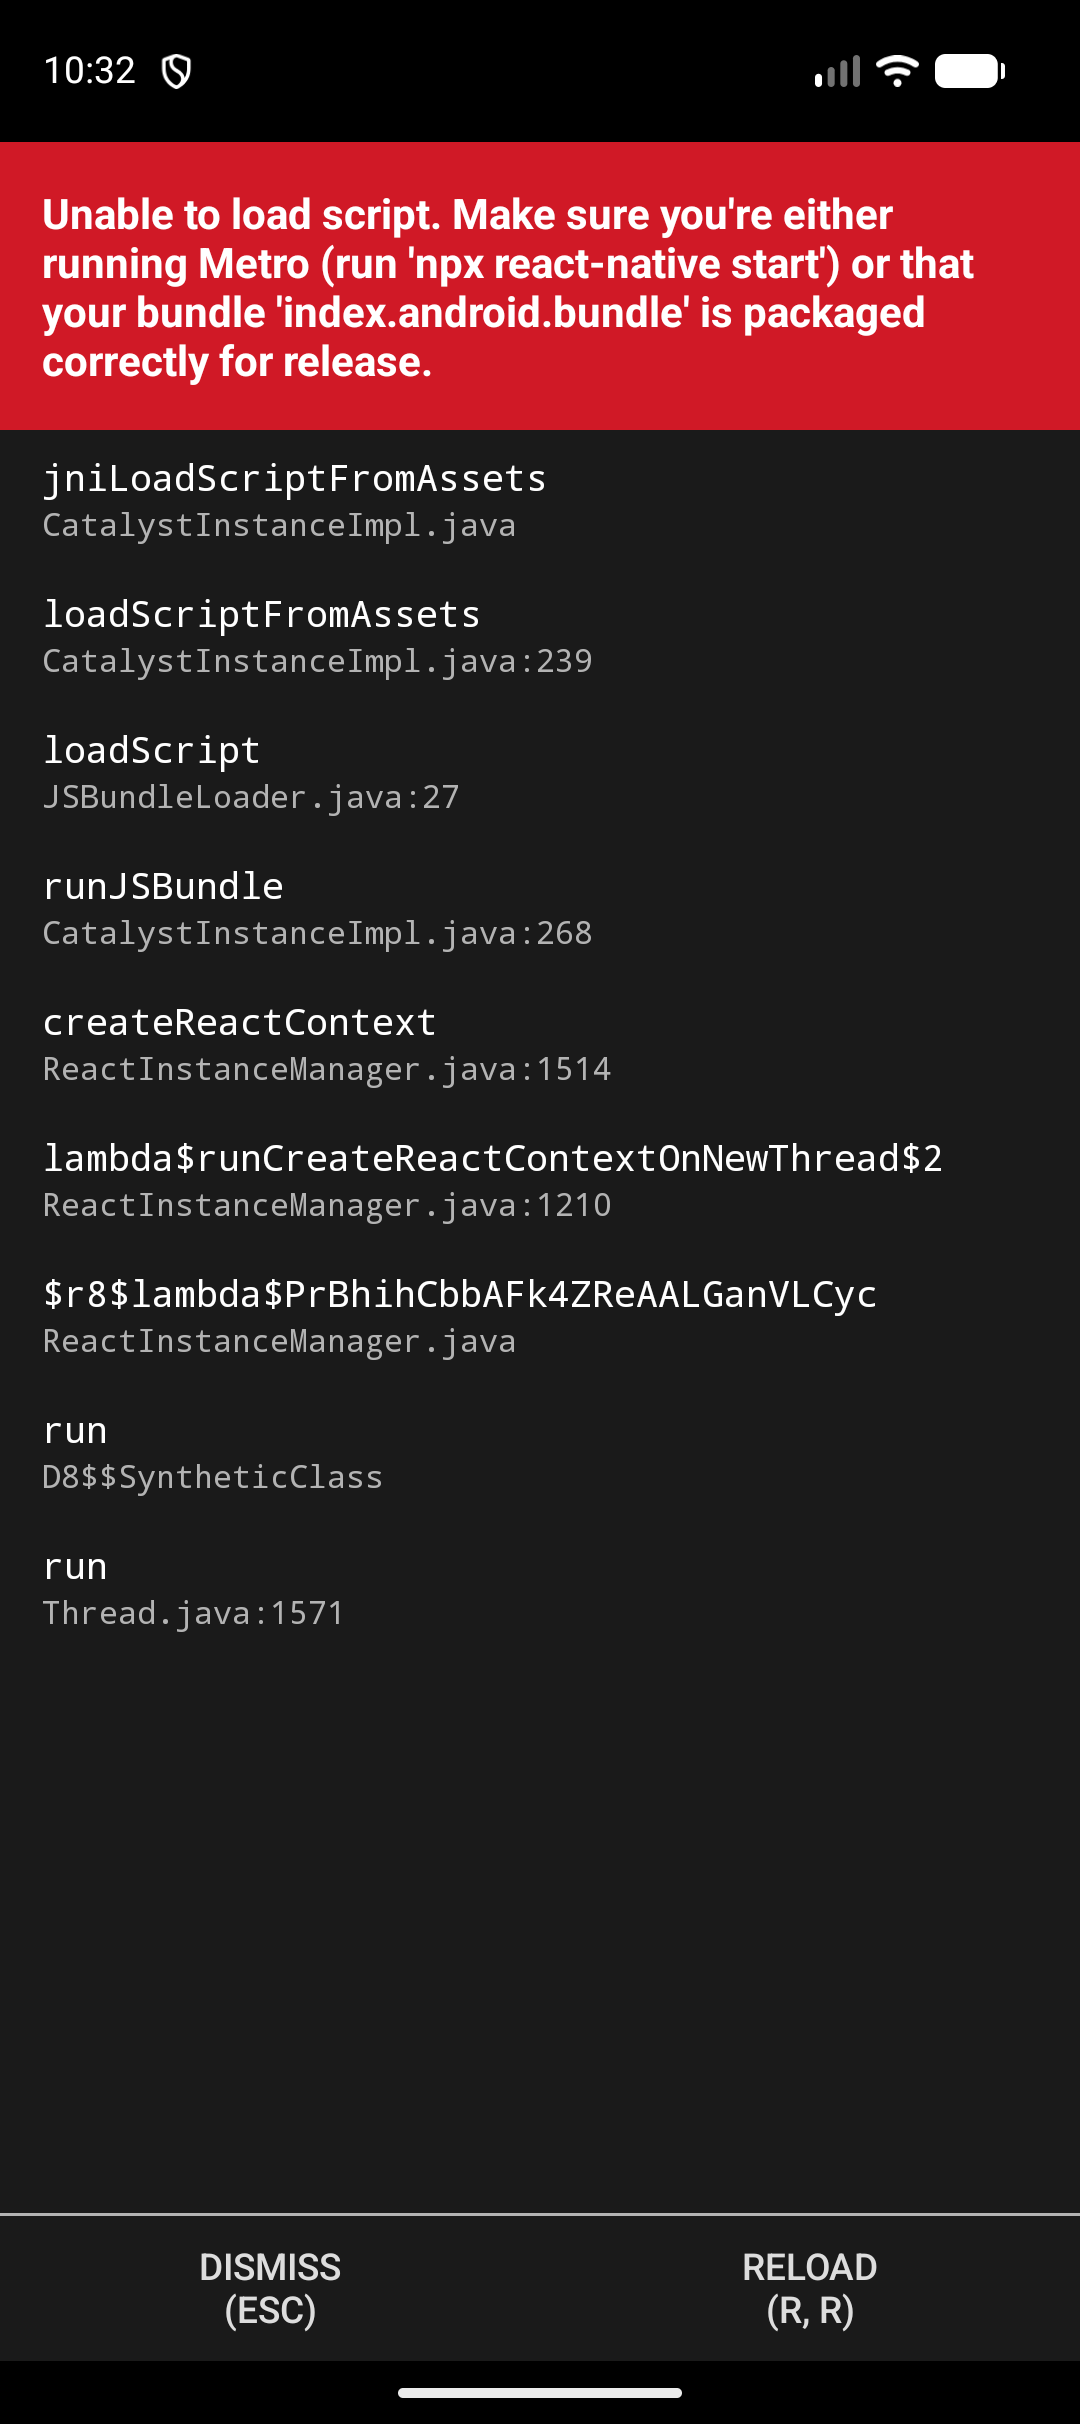 10:32
Unable to load script. Make sure you're either
running Metro (run 'npx react-native start') or that
your bundle 'index.android.bundle' is packaged
correctly for release.
jniLoadScriptFromAssets
CatalystInstanceImpl.java
loadScriptFromAssets
CatalystInstanceImpl.java:239
loadScript
JSBundleLoader.java:27
runJSBundle
CatalystInstanceImpl.java:268
createReactContext
ReactInstanceManager.java:1514
lambda$runCreateReactContextOnNewThread$2
ReactInstanceManager.java:1210
$r8$lambda$PrBhihCbbAFk4ZReAALGanVLCyc
ReactInstanceManager.java
run
D8$$SyntheticClass
run
Thread.java:1571
DISMISS
(ESC)
RELOAD
(R, R)